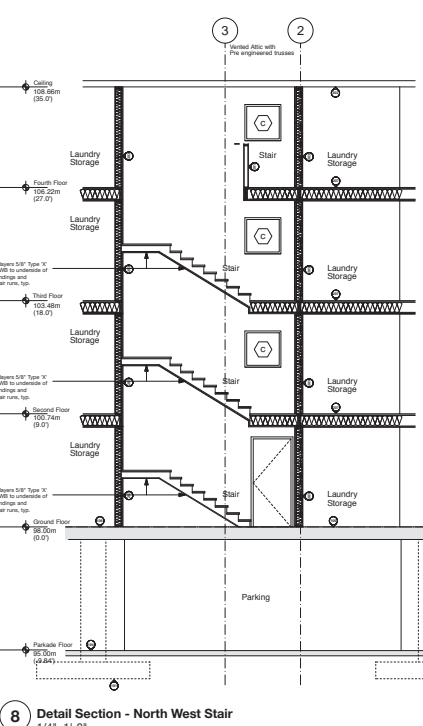 3
2
Vented Attic with
Pre engineered trusses
Ceiling
108.66m
(35.0')
C
Laundry
Storage
Stair
Laundry
Storage
Fourth Floor
106.22m
(27.0')
Laundry
Storage
C
layers 5/8" Type 'X'
WB to underside of
ndings and
air runs, typ.
Stair
Laundry
Storage
Third Floor
103.48m
(18.0')
Laundry
Storage
C
layers 5/8" Type 'X'
WB to underside of
ndings and
air runs, typ.
Stair
Laundry
Storage
Second Floor
100.74m
(9.0')
Laundry
Storage
layers 5/8" Type 'X'
WB to underside of
ndings and
air runs, typ.
Stair
Laundry
Storage
Ground Floor
98.00m
(0.0')
Parking
Parkade Floor
95.00m
(-9.84')
8
Detail Section - North West Stair